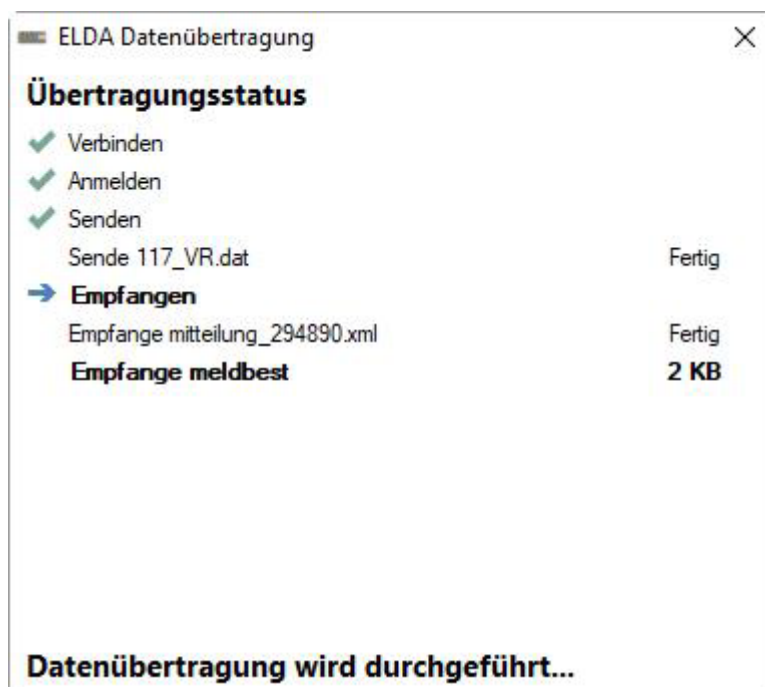 ELDA Datenübertragung
Übertragungsstatus
Verbinden
Anmelden
Senden
Sende 117_VR.dat Fertig
Empfangen
Empfange mitteilung_294890.xml Fertig
Empfange meldbest 2 KB
Datenübertragung wird durchgeführt...